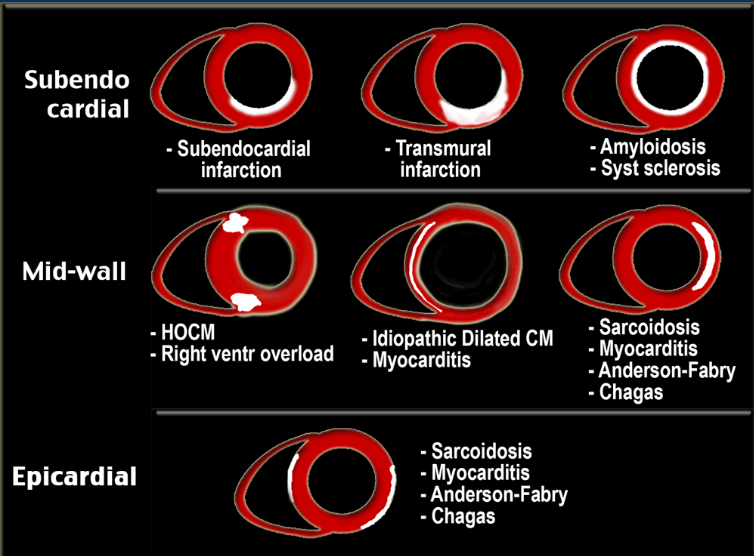 Subendo
cardial
- Subendocardial
infarction
- Transmural
infarction
- Amyloidosis
- Syst sclerosis
Mid-wall
- HOCM
- Right ventr overload
- Idiopathic Dilated CM
- Myocarditis
- Sarcoidosis
- Myocarditis
- Anderson-Fabry
- Chagas
Epicardial
- Sarcoidosis
- Myocarditis
- Anderson-Fabry
- Chagas